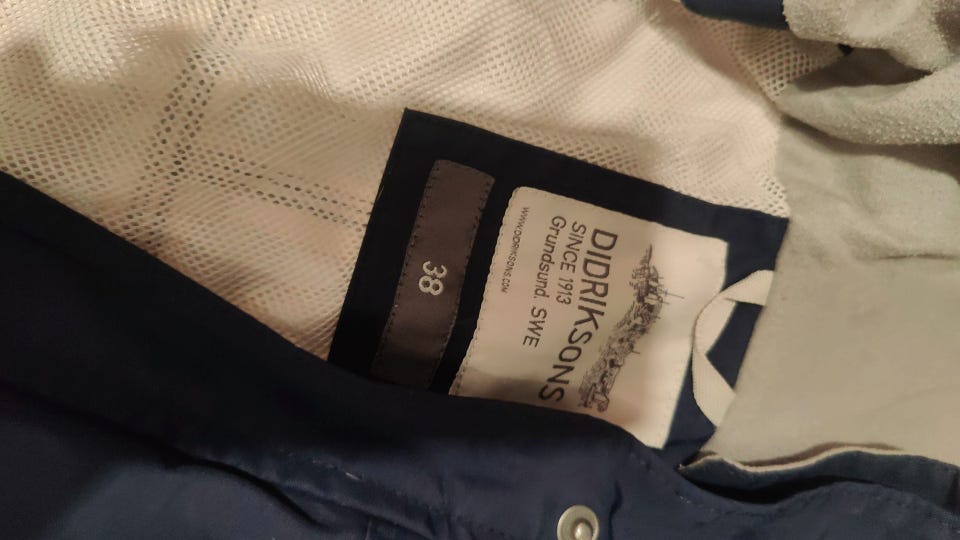 DIDRIKSONS
SINCE 1913
Grundsund, SWE
WWW.DIDRIKSONS.COM
38